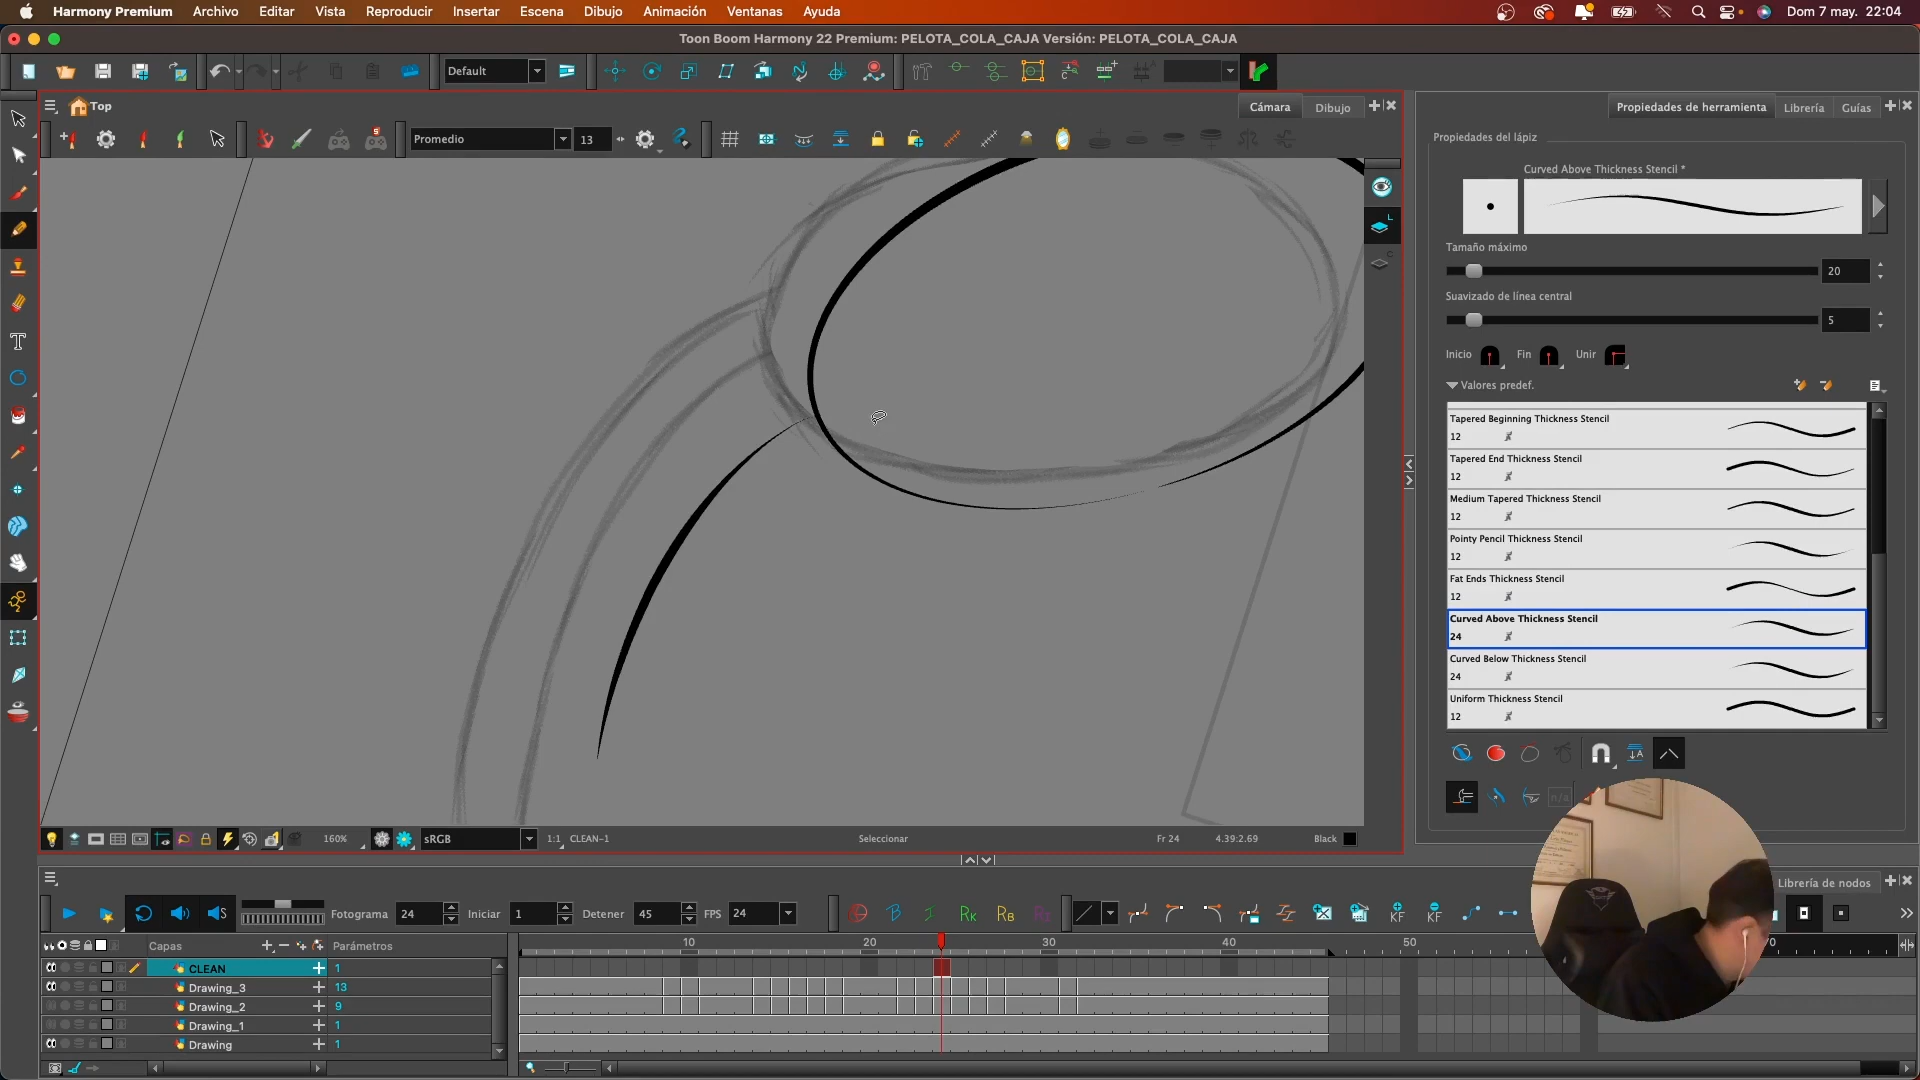 Harmony Premium Archivo Editar Vista Reproducir Insertar Escena Dibujo Animación Ventanas Ayuda Dom 7 may. 22:04
Toon Boom Harmony 22 Premium: PELOTA_COLA_CAJA Versión: PELOTA_COLA_CAJA
Default
Top Cámara Dibujo Propiedades de herramienta Librería Guías
Promedio 13
Propiedades del lápiz
Curved Above Thickness Stencil *
Tamaño máximo
20
Suavizado de línea central
5
Inicio Fin Unir
Valores predef.
Tapered Beginning Thickness Stencil
12
Tapered End Thickness Stencil
12
Medium Tapered Thickness Stencil
12
Pointy Pencil Thickness Stencil
12
Fat Ends Thickness Stencil
12
Curved Above Thickness Stencil
24
Curved Below Thickness Stencil
24
Uniform Thickness Stencil
12
n/a
160% sRGB 1:1 CLEAN-1 Seleccionar Fr 24 4.39:2.69 Black
Librería de nodos
Fotograma 24 Iniciar 1 Detener 45 FPS 24
Capas Parámetros 10 20 30 40 50
CLEAN 1
Drawing_3 13
Drawing_2 9
Drawing_1 1
Drawing 1